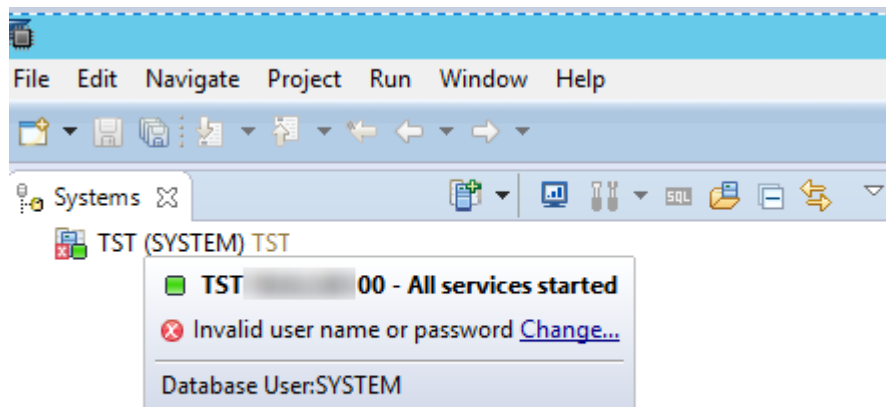 File Edit Navigate Project Run Window Help
SQL
Systems
TST (SYSTEM) TST
TST 00 - All services started
Invalid user name or password Change...
Database User:SYSTEM